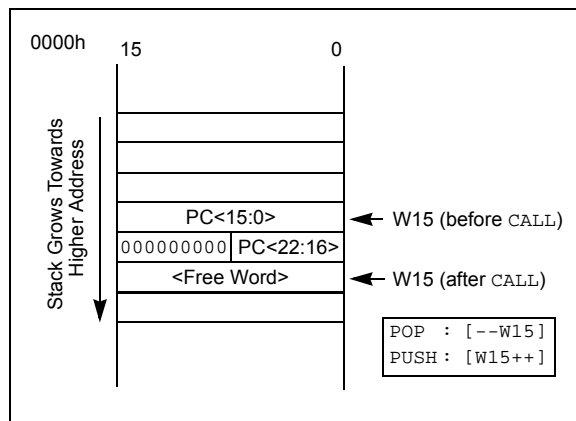 0000h
15
0
Stack Grows Towards
Higher Address
PC<15:0>
W15 (before CALL)
000000000
PC<22:16>
<Free Word>
W15 (after CALL)
POP : [--W15]
PUSH : [W15++]